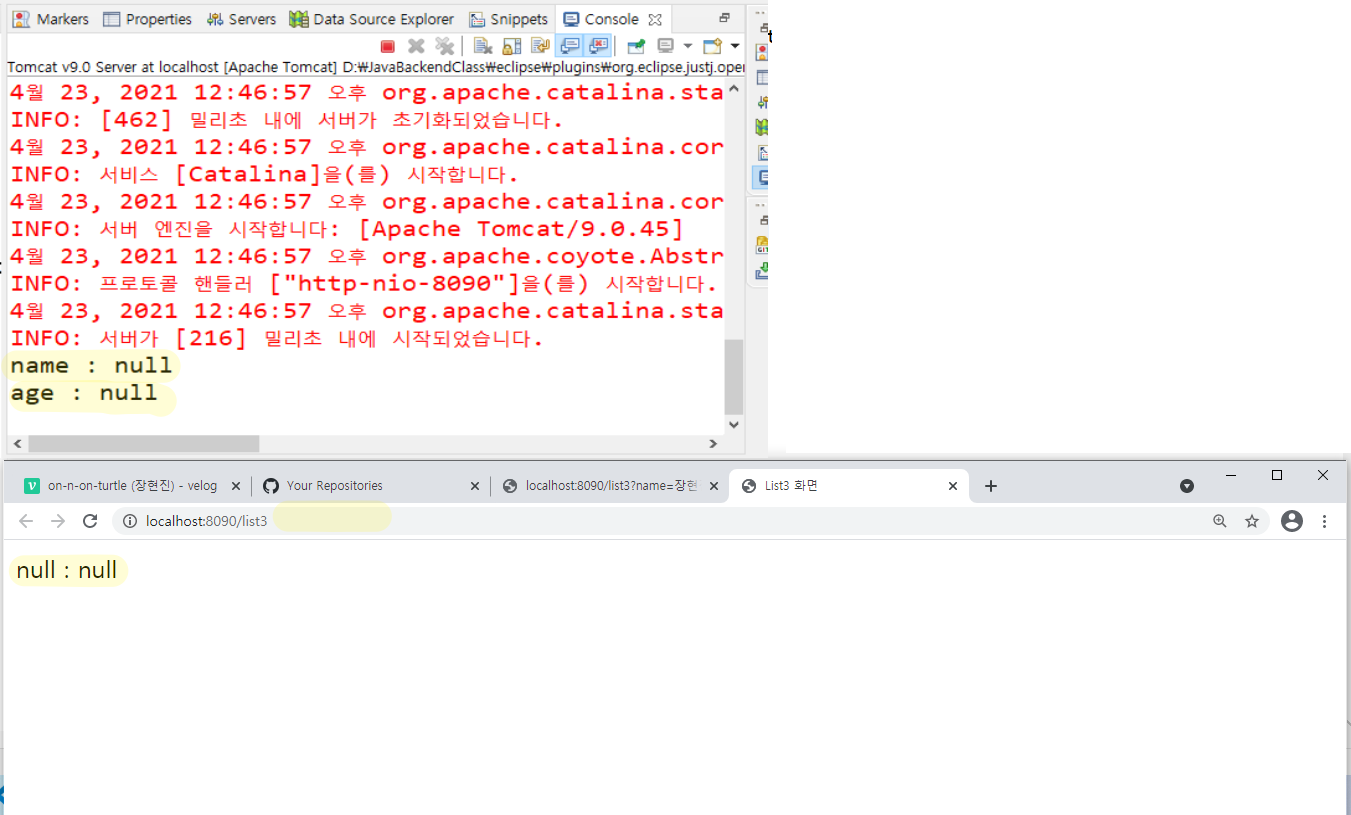 Markers Properties Servers Data Source Explorer Snippets Console
Tomcat v9.0 Server at localhost [Apache Tomcat] D:₩JavaBackendClass₩eclipse₩plugins₩org.eclipse.justj.oper
4월 23, 2021 12:46:57 오후 org.apache.catalina.sta
INFO: [462] 밀리초 내에 서버가 초기화되었습니다.
4월 23, 2021 12:46:57 오후 org.apache.catalina.cor
INFO: 서비스 [Catalina]을(를) 시작합니다.
4월 23, 2021 12:46:57 오후 org.apache.catalina.cor
INFO: 서버 엔진을 시작합니다: [Apache Tomcat/9.0.45]
4월 23, 2021 12:46:57 오후 org.apache.coyote.Abstr
INFO: 프로토콜 핸들러 ["http-nio-8090"]을(를) 시작합니다.
4월 23, 2021 12:46:57 오후 org.apache.catalina.sta
INFO: 서버가 [216] 밀리초 내에 시작되었습니다.
name : null
age : null
on-n-on-turtle (장현진) - velog Your Repositories localhost:8090/list3?name=장현 List3 화면
localhost:8090/list3
null : null